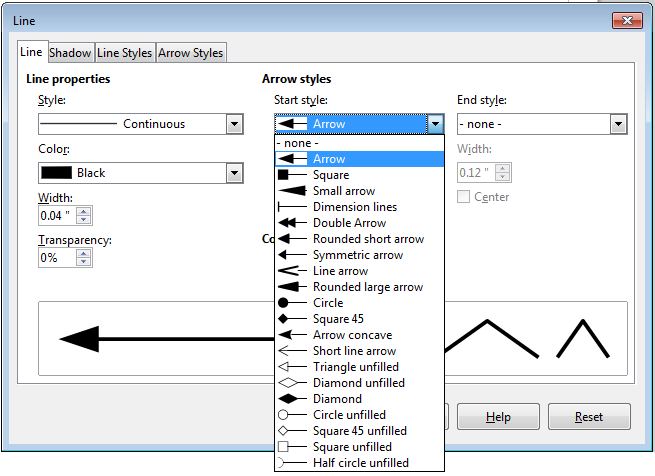 Line
Line Shadow Line Styles Arrow Styles
Line properties
Style:
Continuous
Color:
Black
Width:
0.04 "
Transparency:
0%
Arrow styles
Start style:
Arrow
- none -
Arrow
Square
Small arrow
Dimension lines
Double Arrow
Rounded short arrow
Symmetric arrow
Line arrow
Rounded large arrow
Circle
Square 45
Arrow concave
Short line arrow
Triangle unfilled
Diamond unfilled
Diamond
Circle unfilled
Square 45 unfilled
Square unfilled
Half circle unfilled
End style:
- none -
Width:
0.12 "
Center
Help Reset